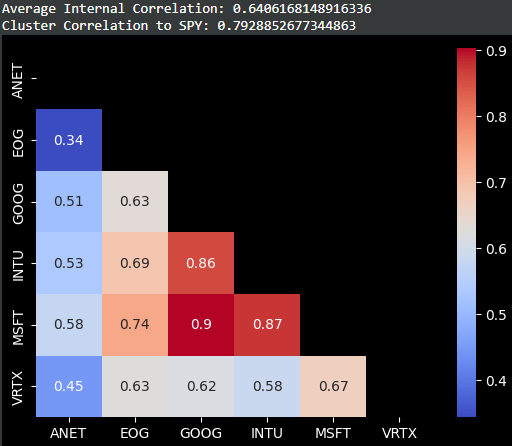 Average Internal Correlation: 0.6406168148916336
Cluster Correlation to SPY: 0.7928852677344863
ANET
EOG 0.34
GOOG 0.51 0.63
INTU 0.53 0.69 0.86
MSFT 0.58 0.74 0.9 0.87
VRTX 0.45 0.63 0.62 0.58 0.67
ANET EOG GOOG INTU MSFT VRTX
0.9
0.8
0.7
0.6
0.5
0.4